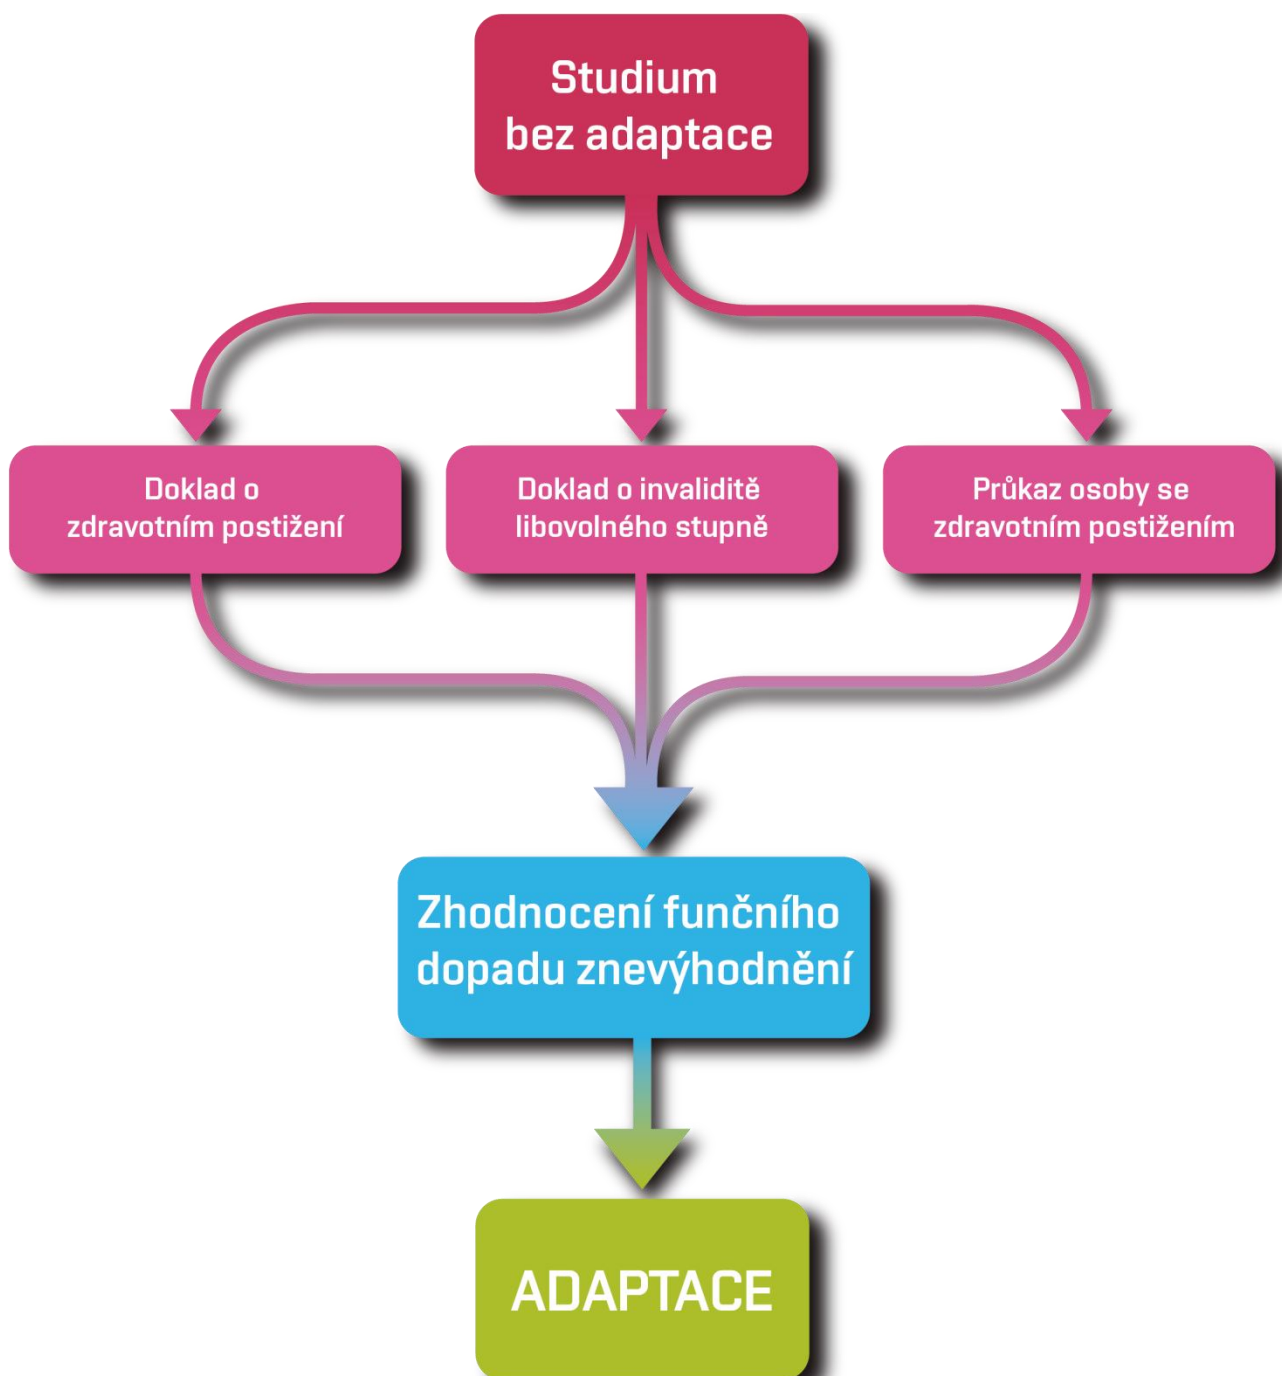 Studium
bez adaptace
Doklad o
zdravotním postižení
Doklad o invaliditě
libovolného stupně
Průkaz osoby se
zdravotním postižením
Zhodnocení funčního
dopadu znevýhodnění
ADAPTACE